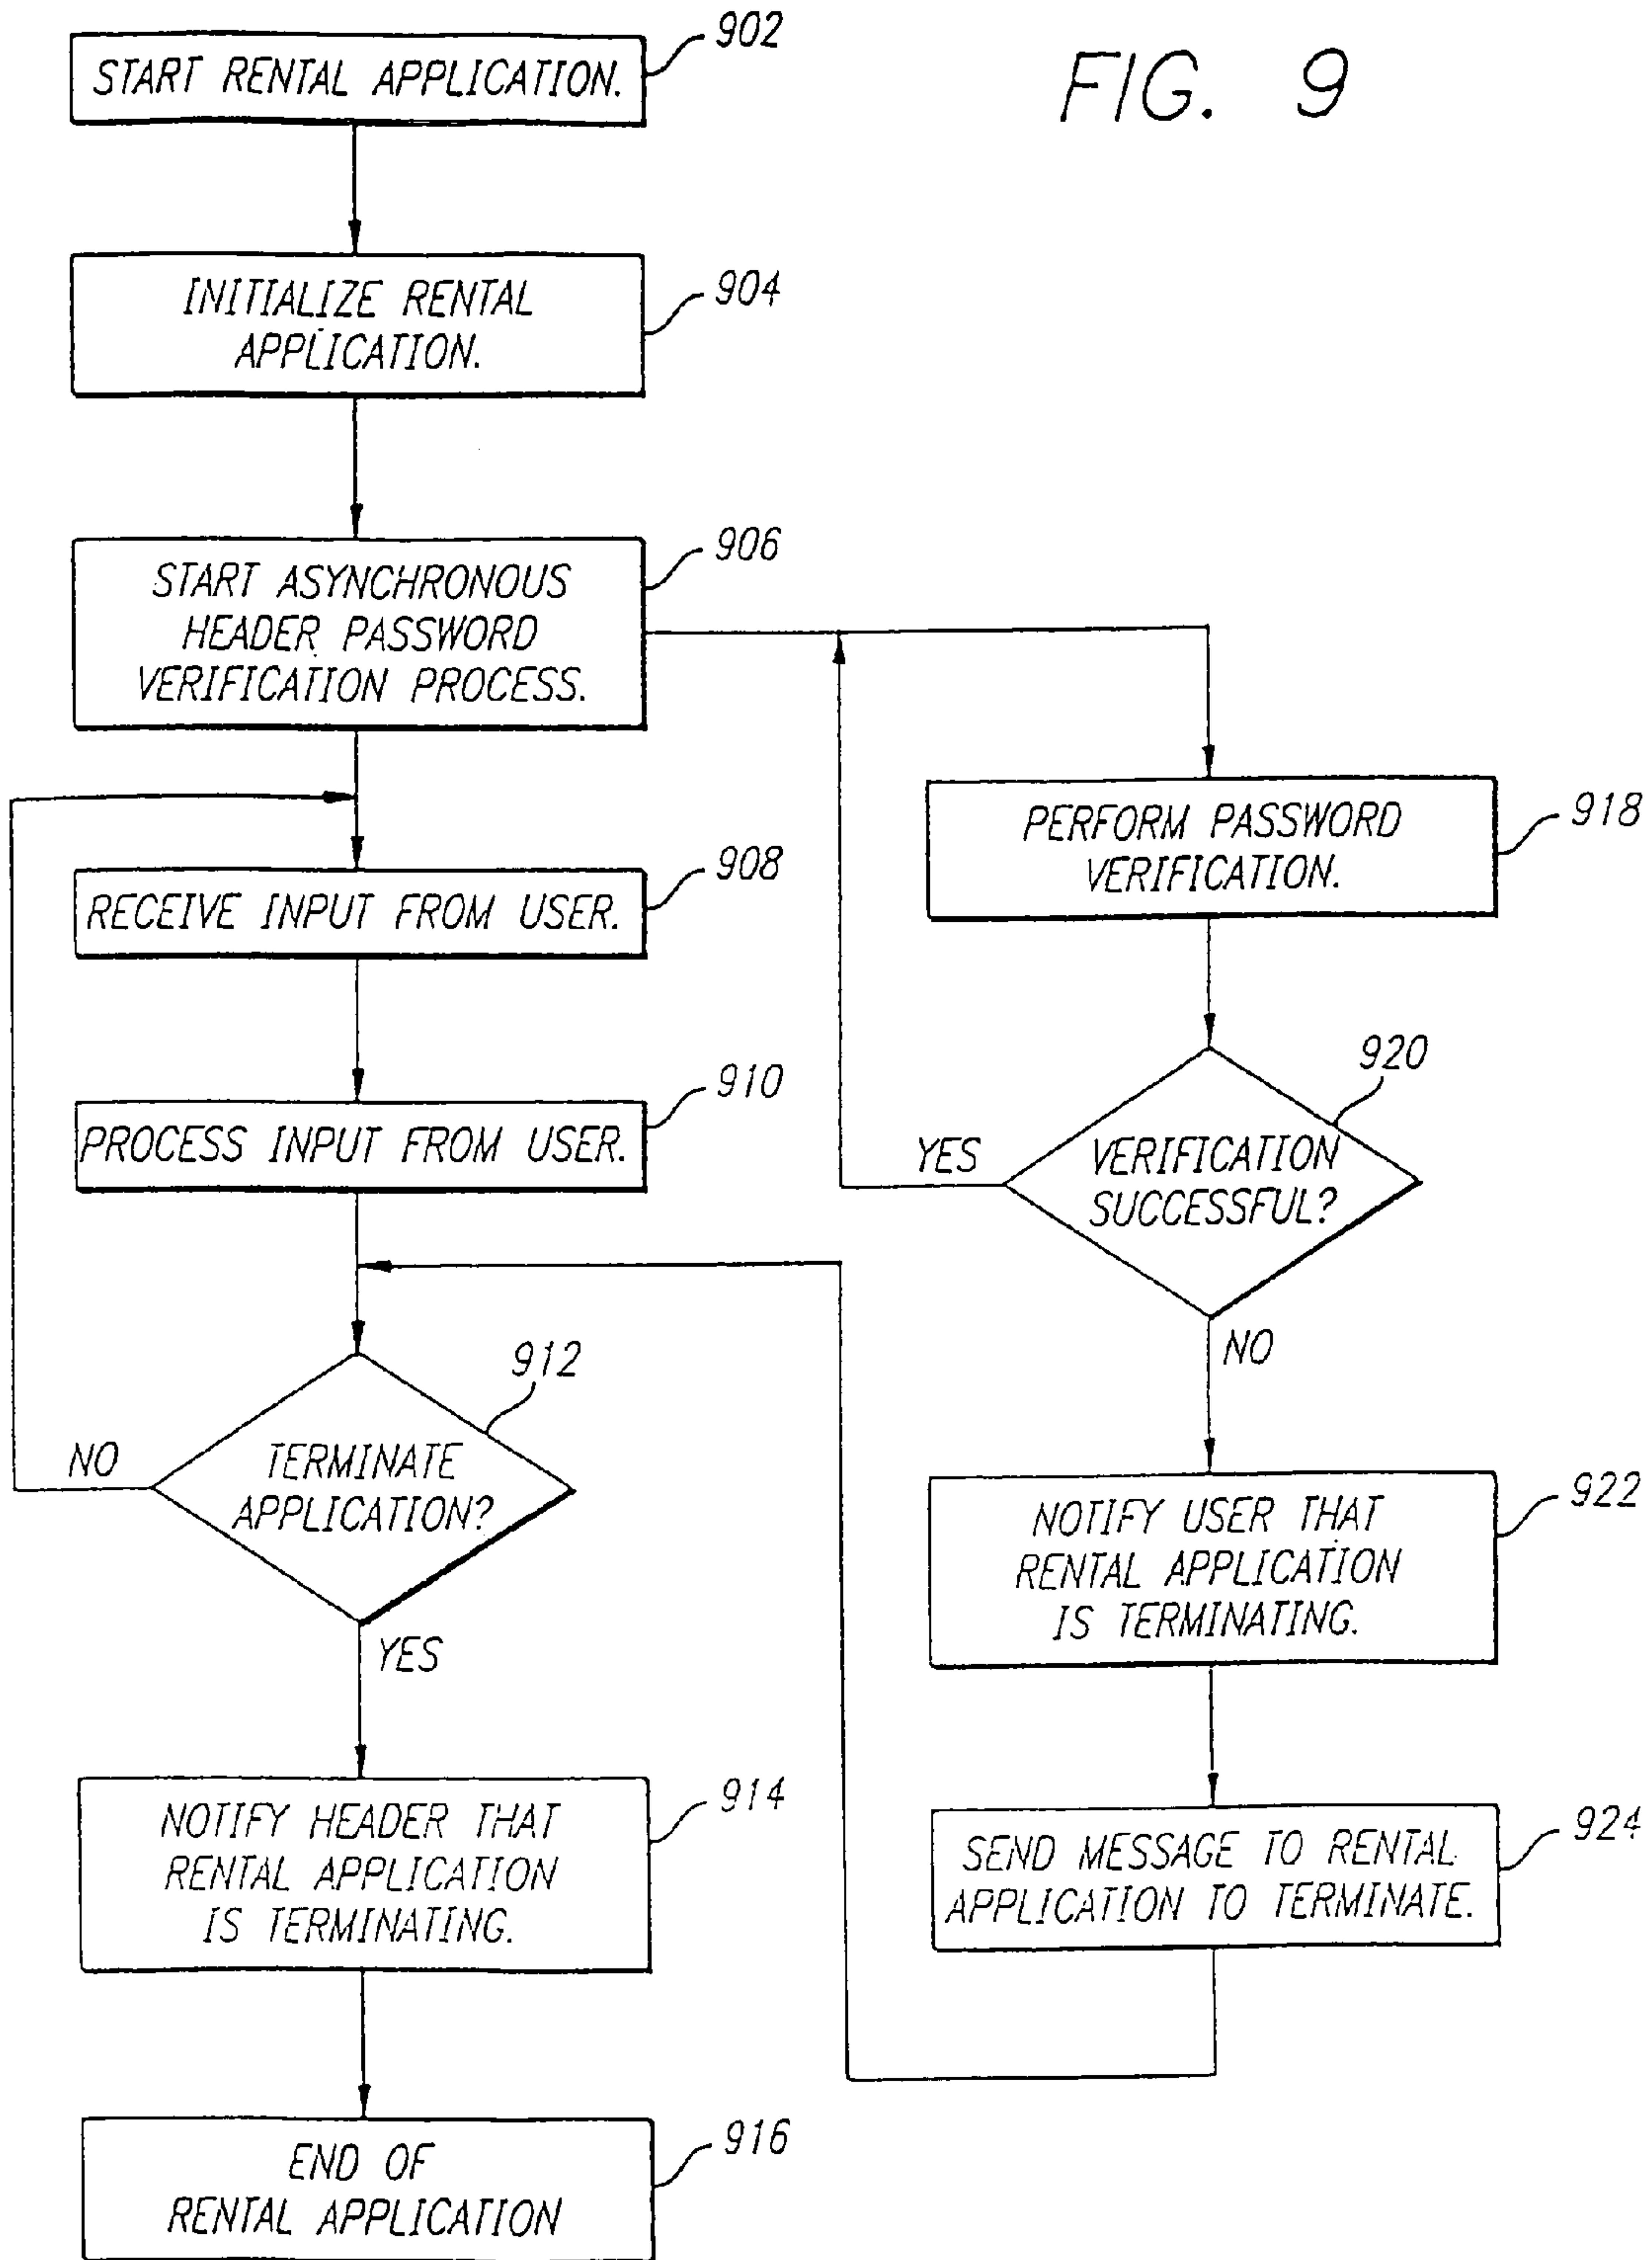 FIG. 9
902
START RENTAL APPLICATION.
904
INITIALIZE RENTAL
APPLICATION.
906
START ASYNCHRONOUS
HEADER PASSWORD
VERIFICATION PROCESS.
908
RECEIVE INPUT FROM USER.
910
PROCESS INPUT FROM USER.
912
TERMINATE
APPLICATION?
NO
YES
914
NOTIFY HEADER THAT
RENTAL APPLICATION
IS TERMINATING.
916
END OF
RENTAL APPLICATION
918
PERFORM PASSWORD
VERIFICATION.
920
VERIFICATION
SUCCESSFUL?
YES
NO
922
NOTIFY USER THAT
RENTAL APPLICATION
IS TERMINATING.
924
SEND MESSAGE TO RENTAL
APPLICATION TO TERMINATE.